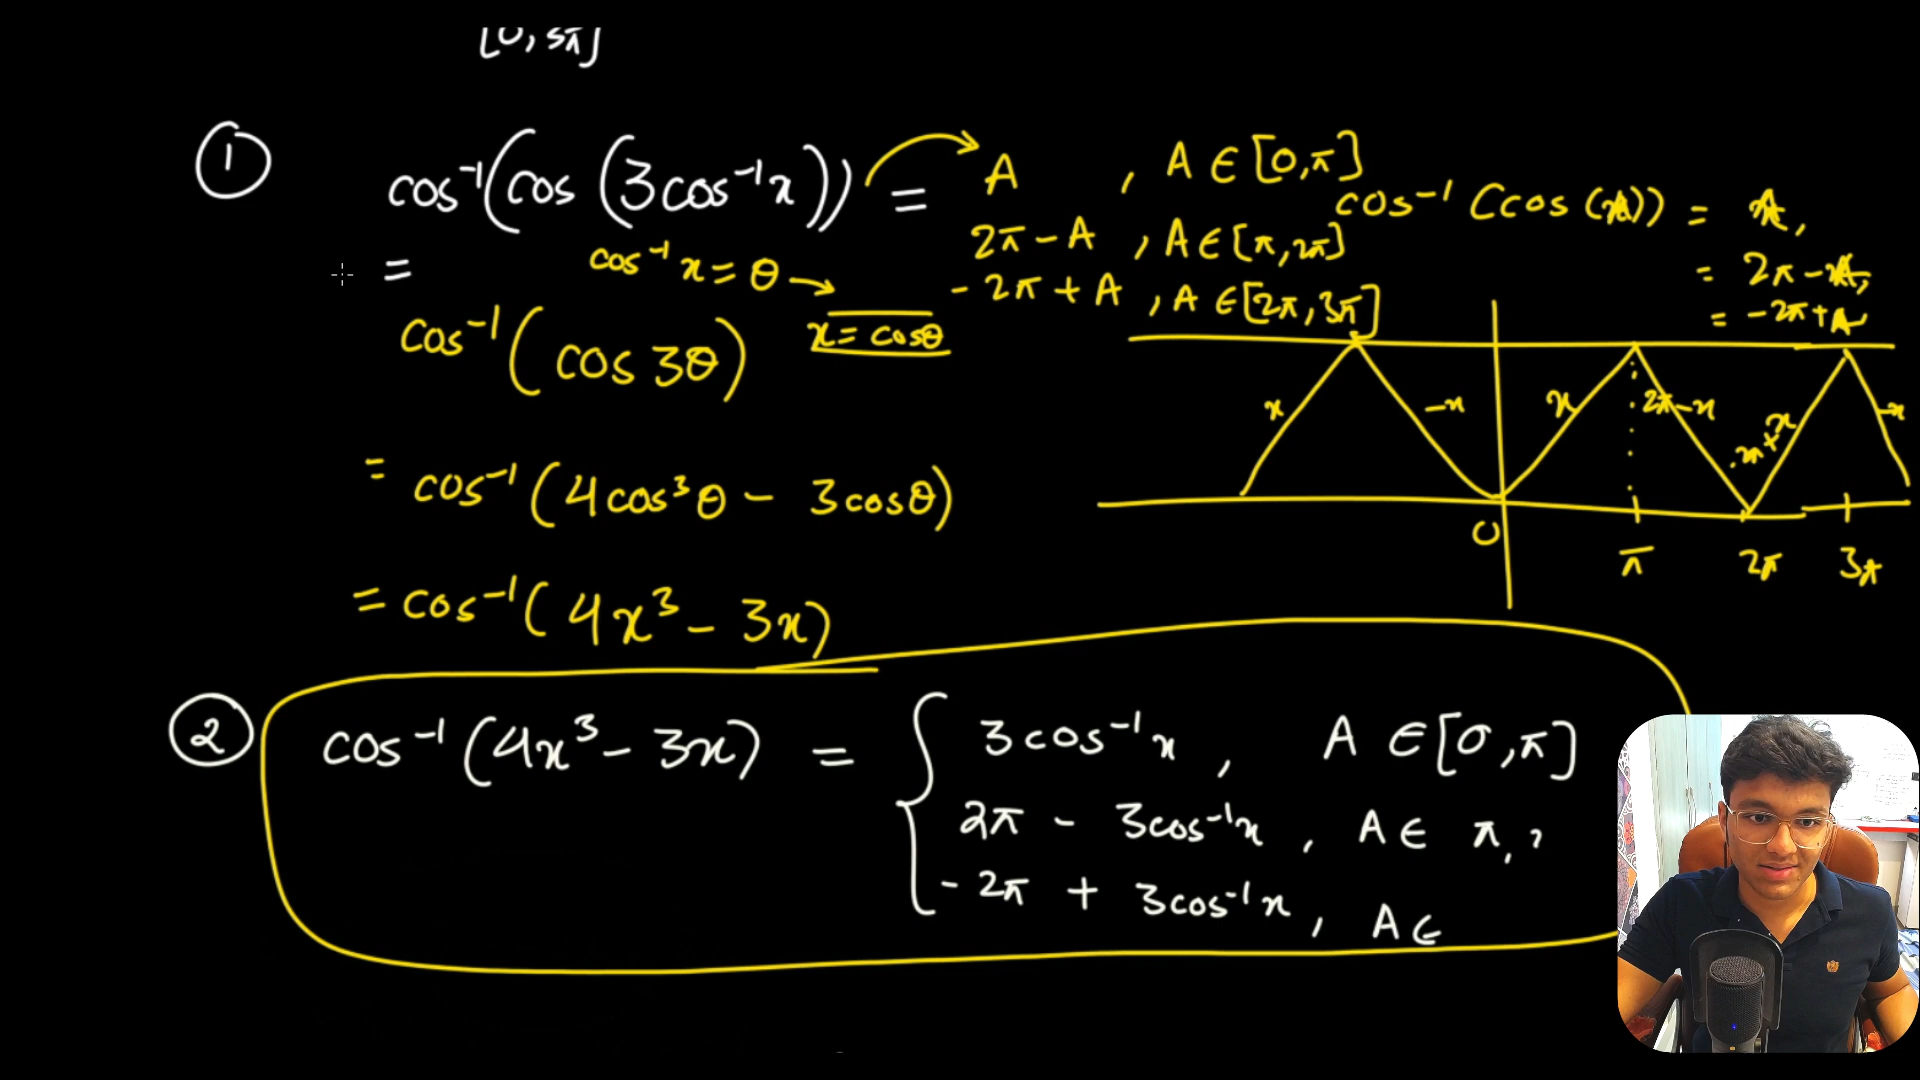 [0, 3π]
① cos⁻¹(cos (3cos⁻¹x)) = A , A ∈ [0, π]
cos⁻¹ (cos (A)) = A,
2π - A , A ∈ [π, 2π]
= 2π - A,
= cos⁻¹ x = θ → x = cosθ
-2π + A , A ∈ [2π, 3π]
= -2π + A
cos⁻¹( cos 3θ)
x -x x 2π-x -2π+x -x
= cos⁻¹ (4cos³θ - 3cosθ)
0 π 2π 3π
= cos⁻¹( 4x³ - 3x)
② cos⁻¹ (4x³ - 3x) = { 3cos⁻¹x , A ∈ [0, π]
2π - 3cos⁻¹x , A ∈ π, 2
-2π + 3cos⁻¹x , A ∈